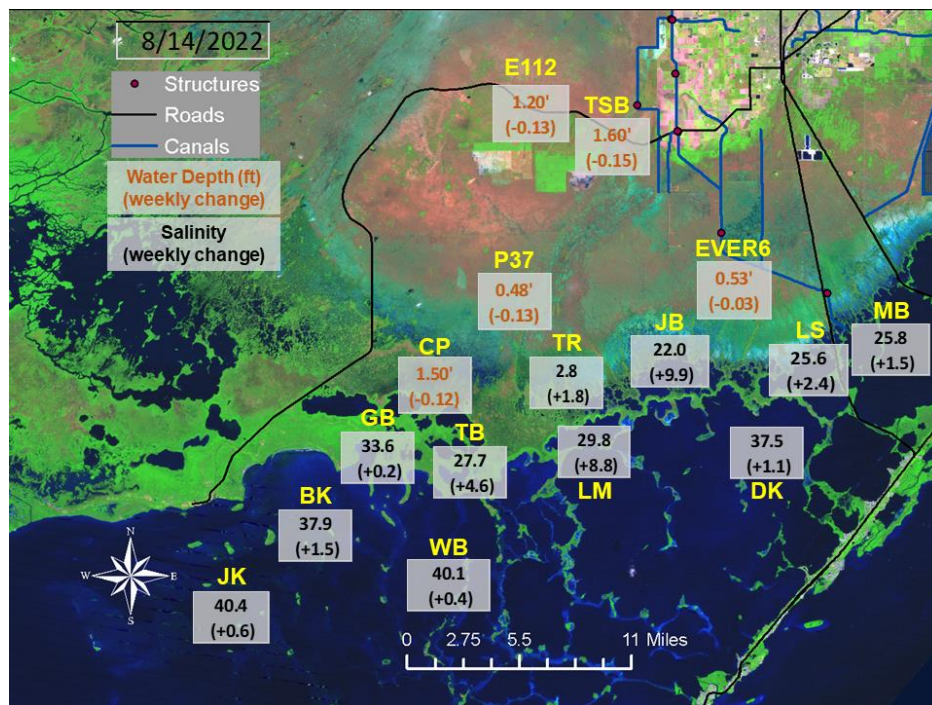 8/14/2022
Structures
Roads
Canals
Water Depth (ft)
(weekly change)
Salinity
(weekly change)
E112
1.20'
(-0.13)
TSB
1.60'
(-0.15)
P37
0.48'
(-0.13)
EVER6
0.53'
(-0.03)
MB
25.8
(+1.5)
LS
25.6
(+2.4)
JB
22.0
(+9.9)
TR
2.8
(+1.8)
CP
1.50'
(-0.12)
GB
33.6
(+0.2)
TB
27.7
(+4.6)
29.8
(+8.8)
LM
37.5
(+1.1)
DK
BK
37.9
(+1.5)
WB
40.1
(+0.4)
JK
40.4
(+0.6)
N
W E
S
0 2.75 5.5 11 Miles